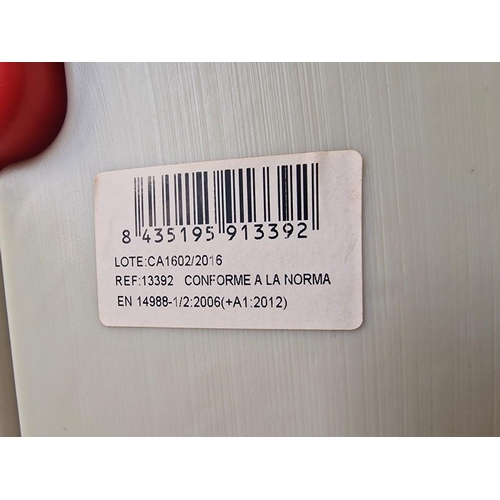 8 435195 913392
LOTE:CA1602/2016
REF:13392 CONFORME A LA NORMA
EN 14988-1/2:2006(+A1:2012)